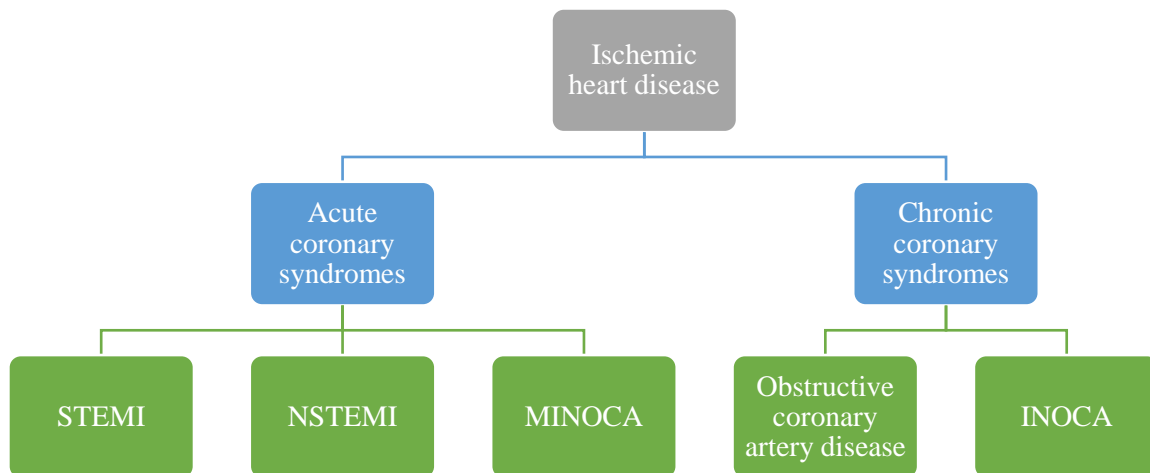 Ischemic
heart disease
Acute
coronary
syndromes
Chronic
coronary
syndromes
STEMI
NSTEMI
MINOCA
Obstructive
coronary
artery disease
INOCA